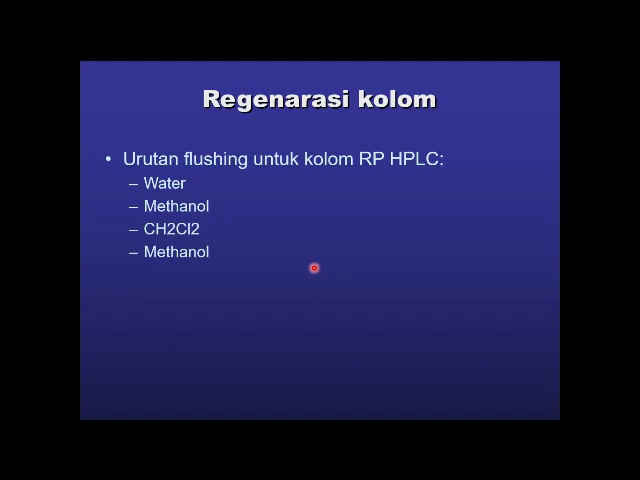 Regenarasi kolom
• Urutan flushing untuk kolom RP HPLC:
– Water
– Methanol
– CH2Cl2
– Methanol